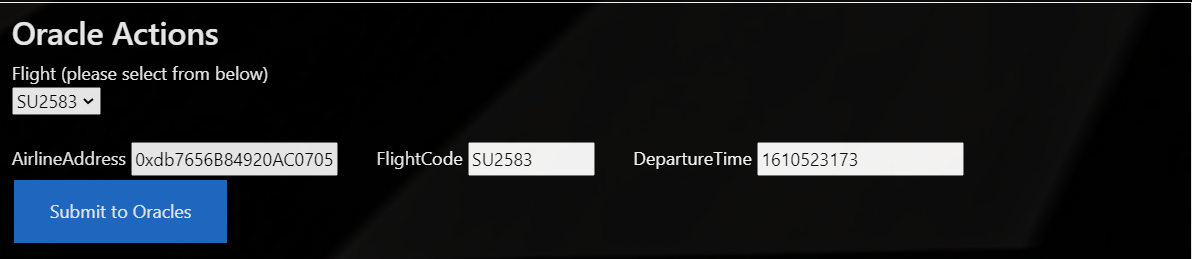 Oracle Actions
Flight (please select from below)
SU2583
AirlineAddress 0xdb7656B84920AC0705 FlightCode SU2583 DepartureTime 1610523173
Submit to Oracles